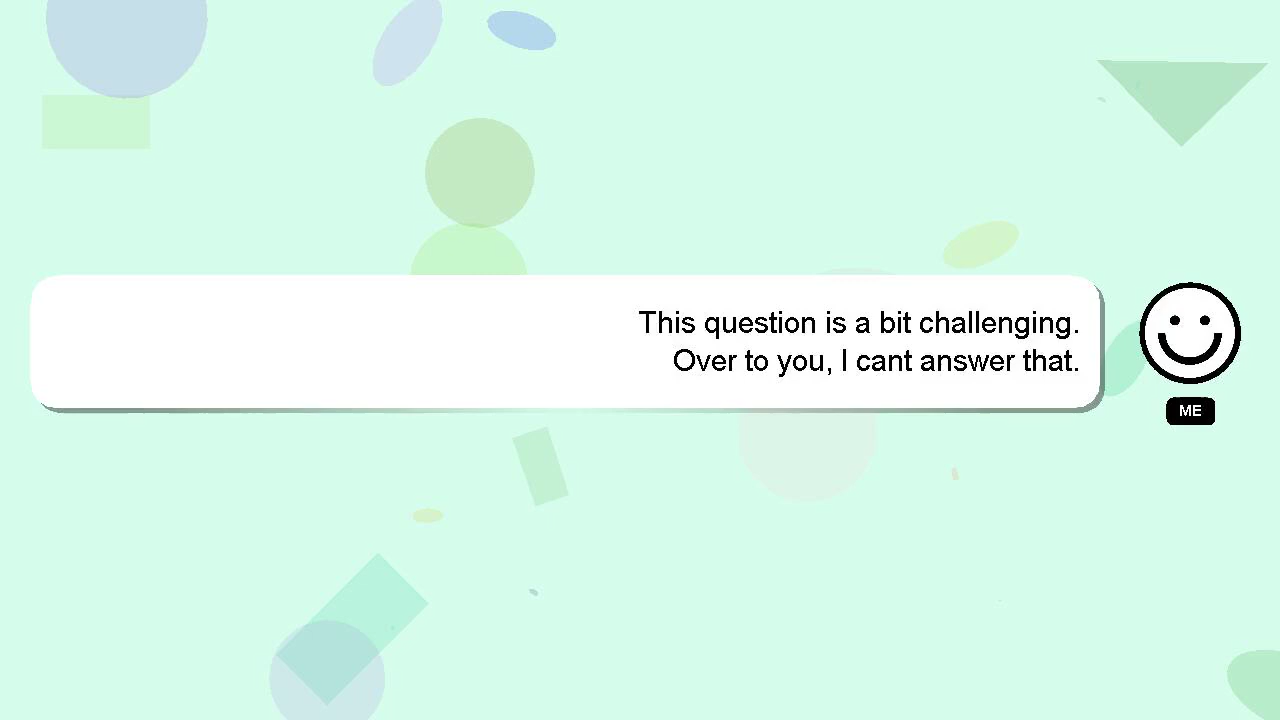 This question is a bit challenging.
Over to you, I cant answer that.
ME